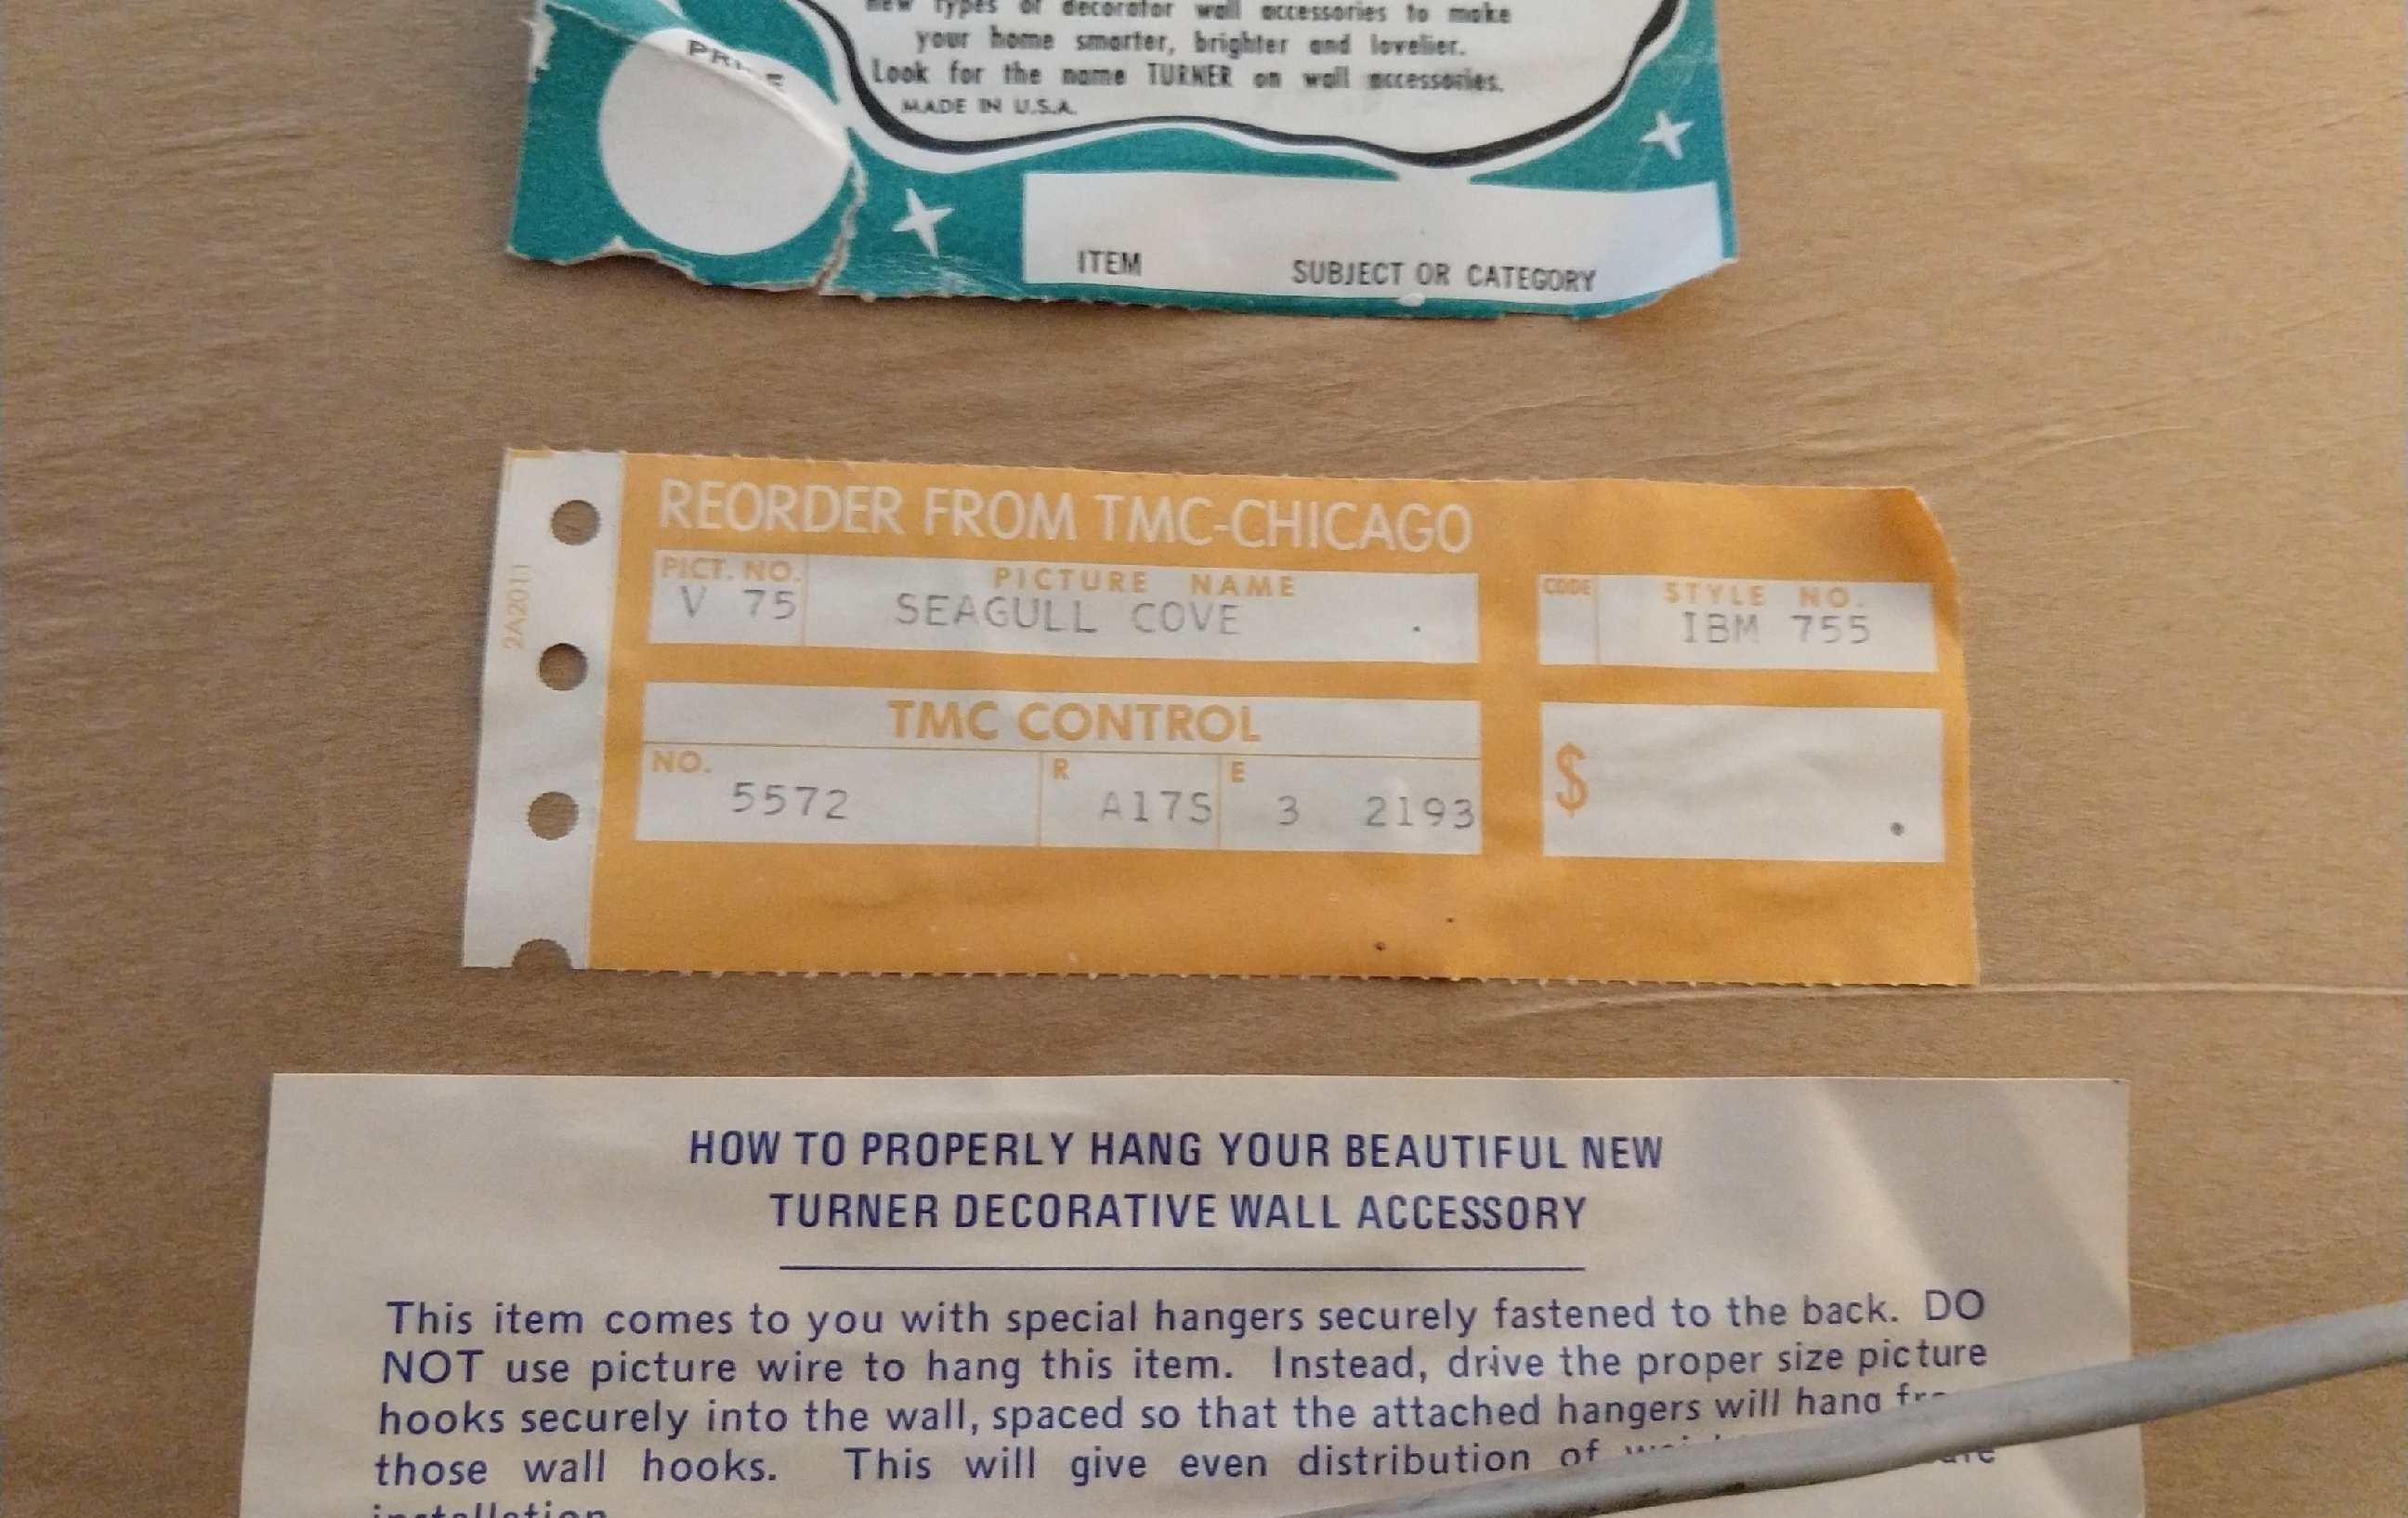 new types of decorator wall accessories to make
your home smarter, brighter and lovelier.
Look for the name TURNER on wall accessories.
MADE IN U.S.A.
PRICE
ITEM SUBJECT OR CATEGORY
REORDER FROM TMC-CHICAGO
PICT. NO. PICTURE NAME CODE STYLE NO.
V 75 SEAGULL COVE . IBM 755
2A2011
TMC CONTROL
NO. R E $
5572 A17S 3 2193 .
HOW TO PROPERLY HANG YOUR BEAUTIFUL NEW
TURNER DECORATIVE WALL ACCESSORY
This item comes to you with special hangers securely fastened to the back. DO
NOT use picture wire to hang this item. Instead, drive the proper size picture
hooks securely into the wall, spaced so that the attached hangers will hang
those wall hooks. This will give even distribution of
installation